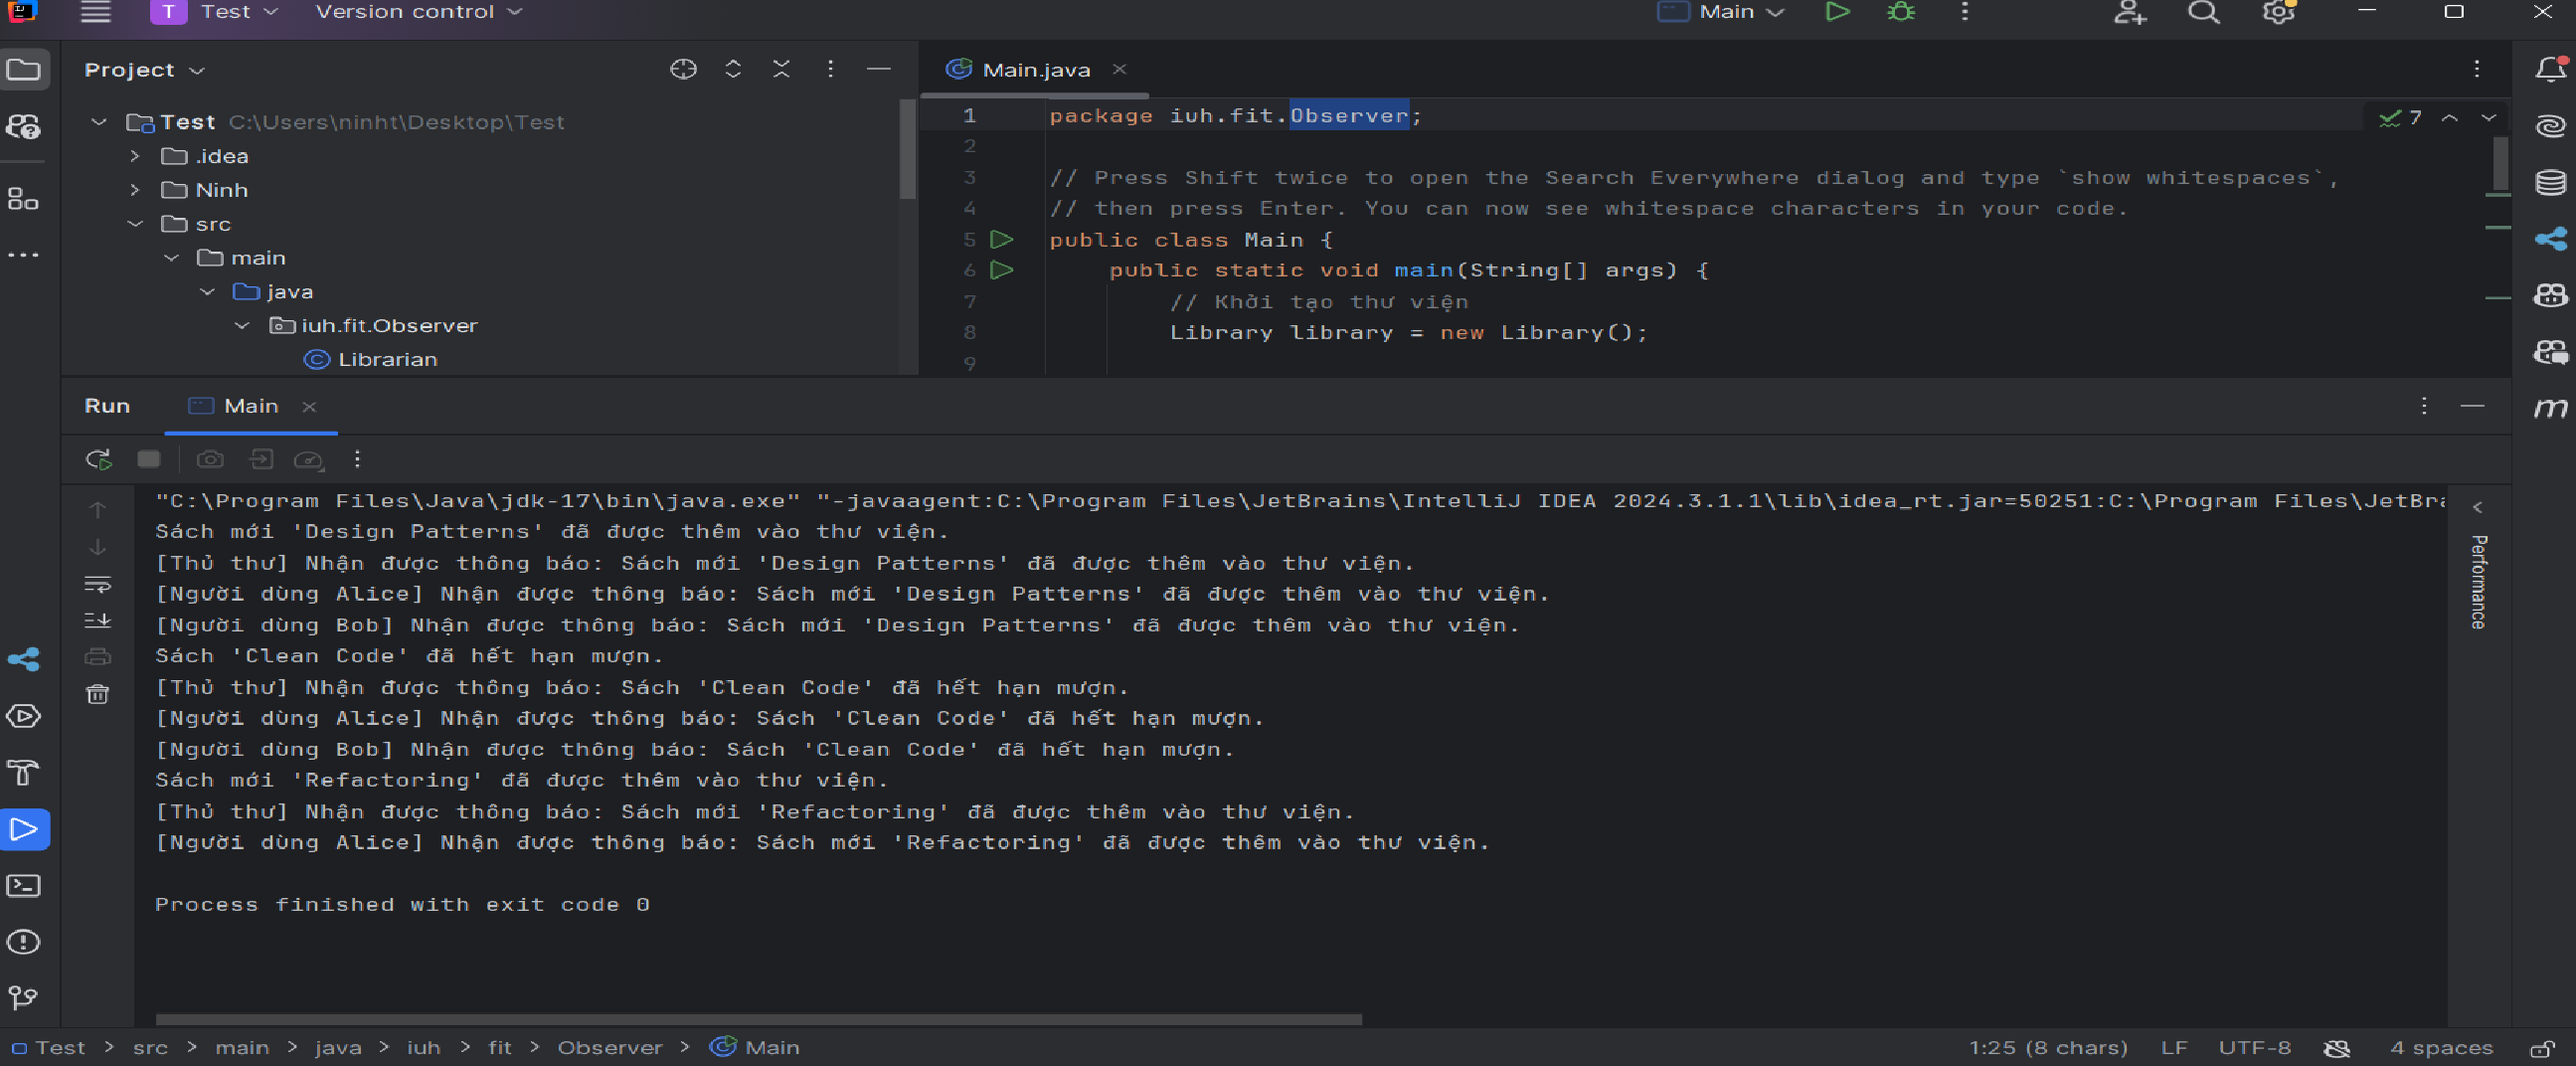 T Test Version control Main
Project
Main.java
Test C:\Users\ninht\Desktop\Test
.idea
Ninh
src
main
java
iuh.fit.Observer
Librarian
1 package iuh.fit.Observer;
7
2
3 // Press Shift twice to open the Search Everywhere dialog and type `show whitespaces`,
4 // then press Enter. You can now see whitespace characters in your code.
5 public class Main {
6 public static void main(String[] args) {
7 // Khởi tạo thư viện
8 Library library = new Library();
9
Run Main
"C:\Program Files\Java\jdk-17\bin\java.exe" "-javaagent:C:\Program Files\JetBrains\IntelliJ IDEA 2024.3.1.1\lib\idea_rt.jar=50251:C:\Program Files\JetBra
Sách mới 'Design Patterns' đã được thêm vào thư viện.
[Thủ thư] Nhận được thông báo: Sách mới 'Design Patterns' đã được thêm vào thư viện.
[Người dùng Alice] Nhận được thông báo: Sách mới 'Design Patterns' đã được thêm vào thư viện.
[Người dùng Bob] Nhận được thông báo: Sách mới 'Design Patterns' đã được thêm vào thư viện.
Sách 'Clean Code' đã hết hạn mượn.
[Thủ thư] Nhận được thông báo: Sách 'Clean Code' đã hết hạn mượn.
[Người dùng Alice] Nhận được thông báo: Sách 'Clean Code' đã hết hạn mượn.
[Người dùng Bob] Nhận được thông báo: Sách 'Clean Code' đã hết hạn mượn.
Sách mới 'Refactoring' đã được thêm vào thư viện.
[Thủ thư] Nhận được thông báo: Sách mới 'Refactoring' đã được thêm vào thư viện.
[Người dùng Alice] Nhận được thông báo: Sách mới 'Refactoring' đã được thêm vào thư viện.
Process finished with exit code 0
Performance
Test > src > main > java > iuh > fit > Observer > Main
1:25 (8 chars) LF UTF-8 4 spaces